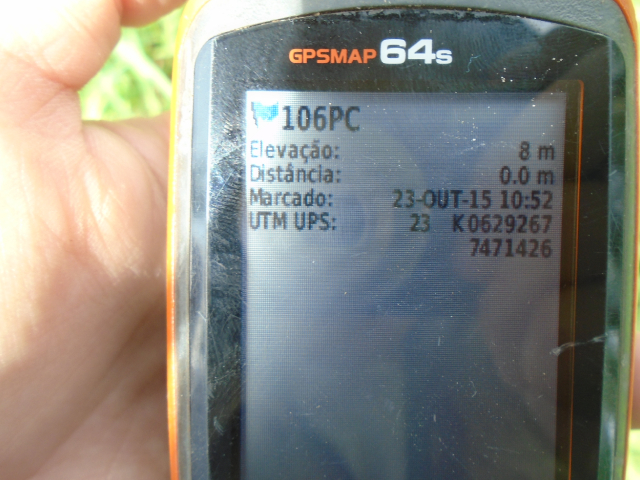 GPSMAP 64s
106PC
Elevação: 8 m
Distância: 0.0 m
Marcado: 23-OUT-15 10:52
UTM UPS: 23 K 0629267
7471426